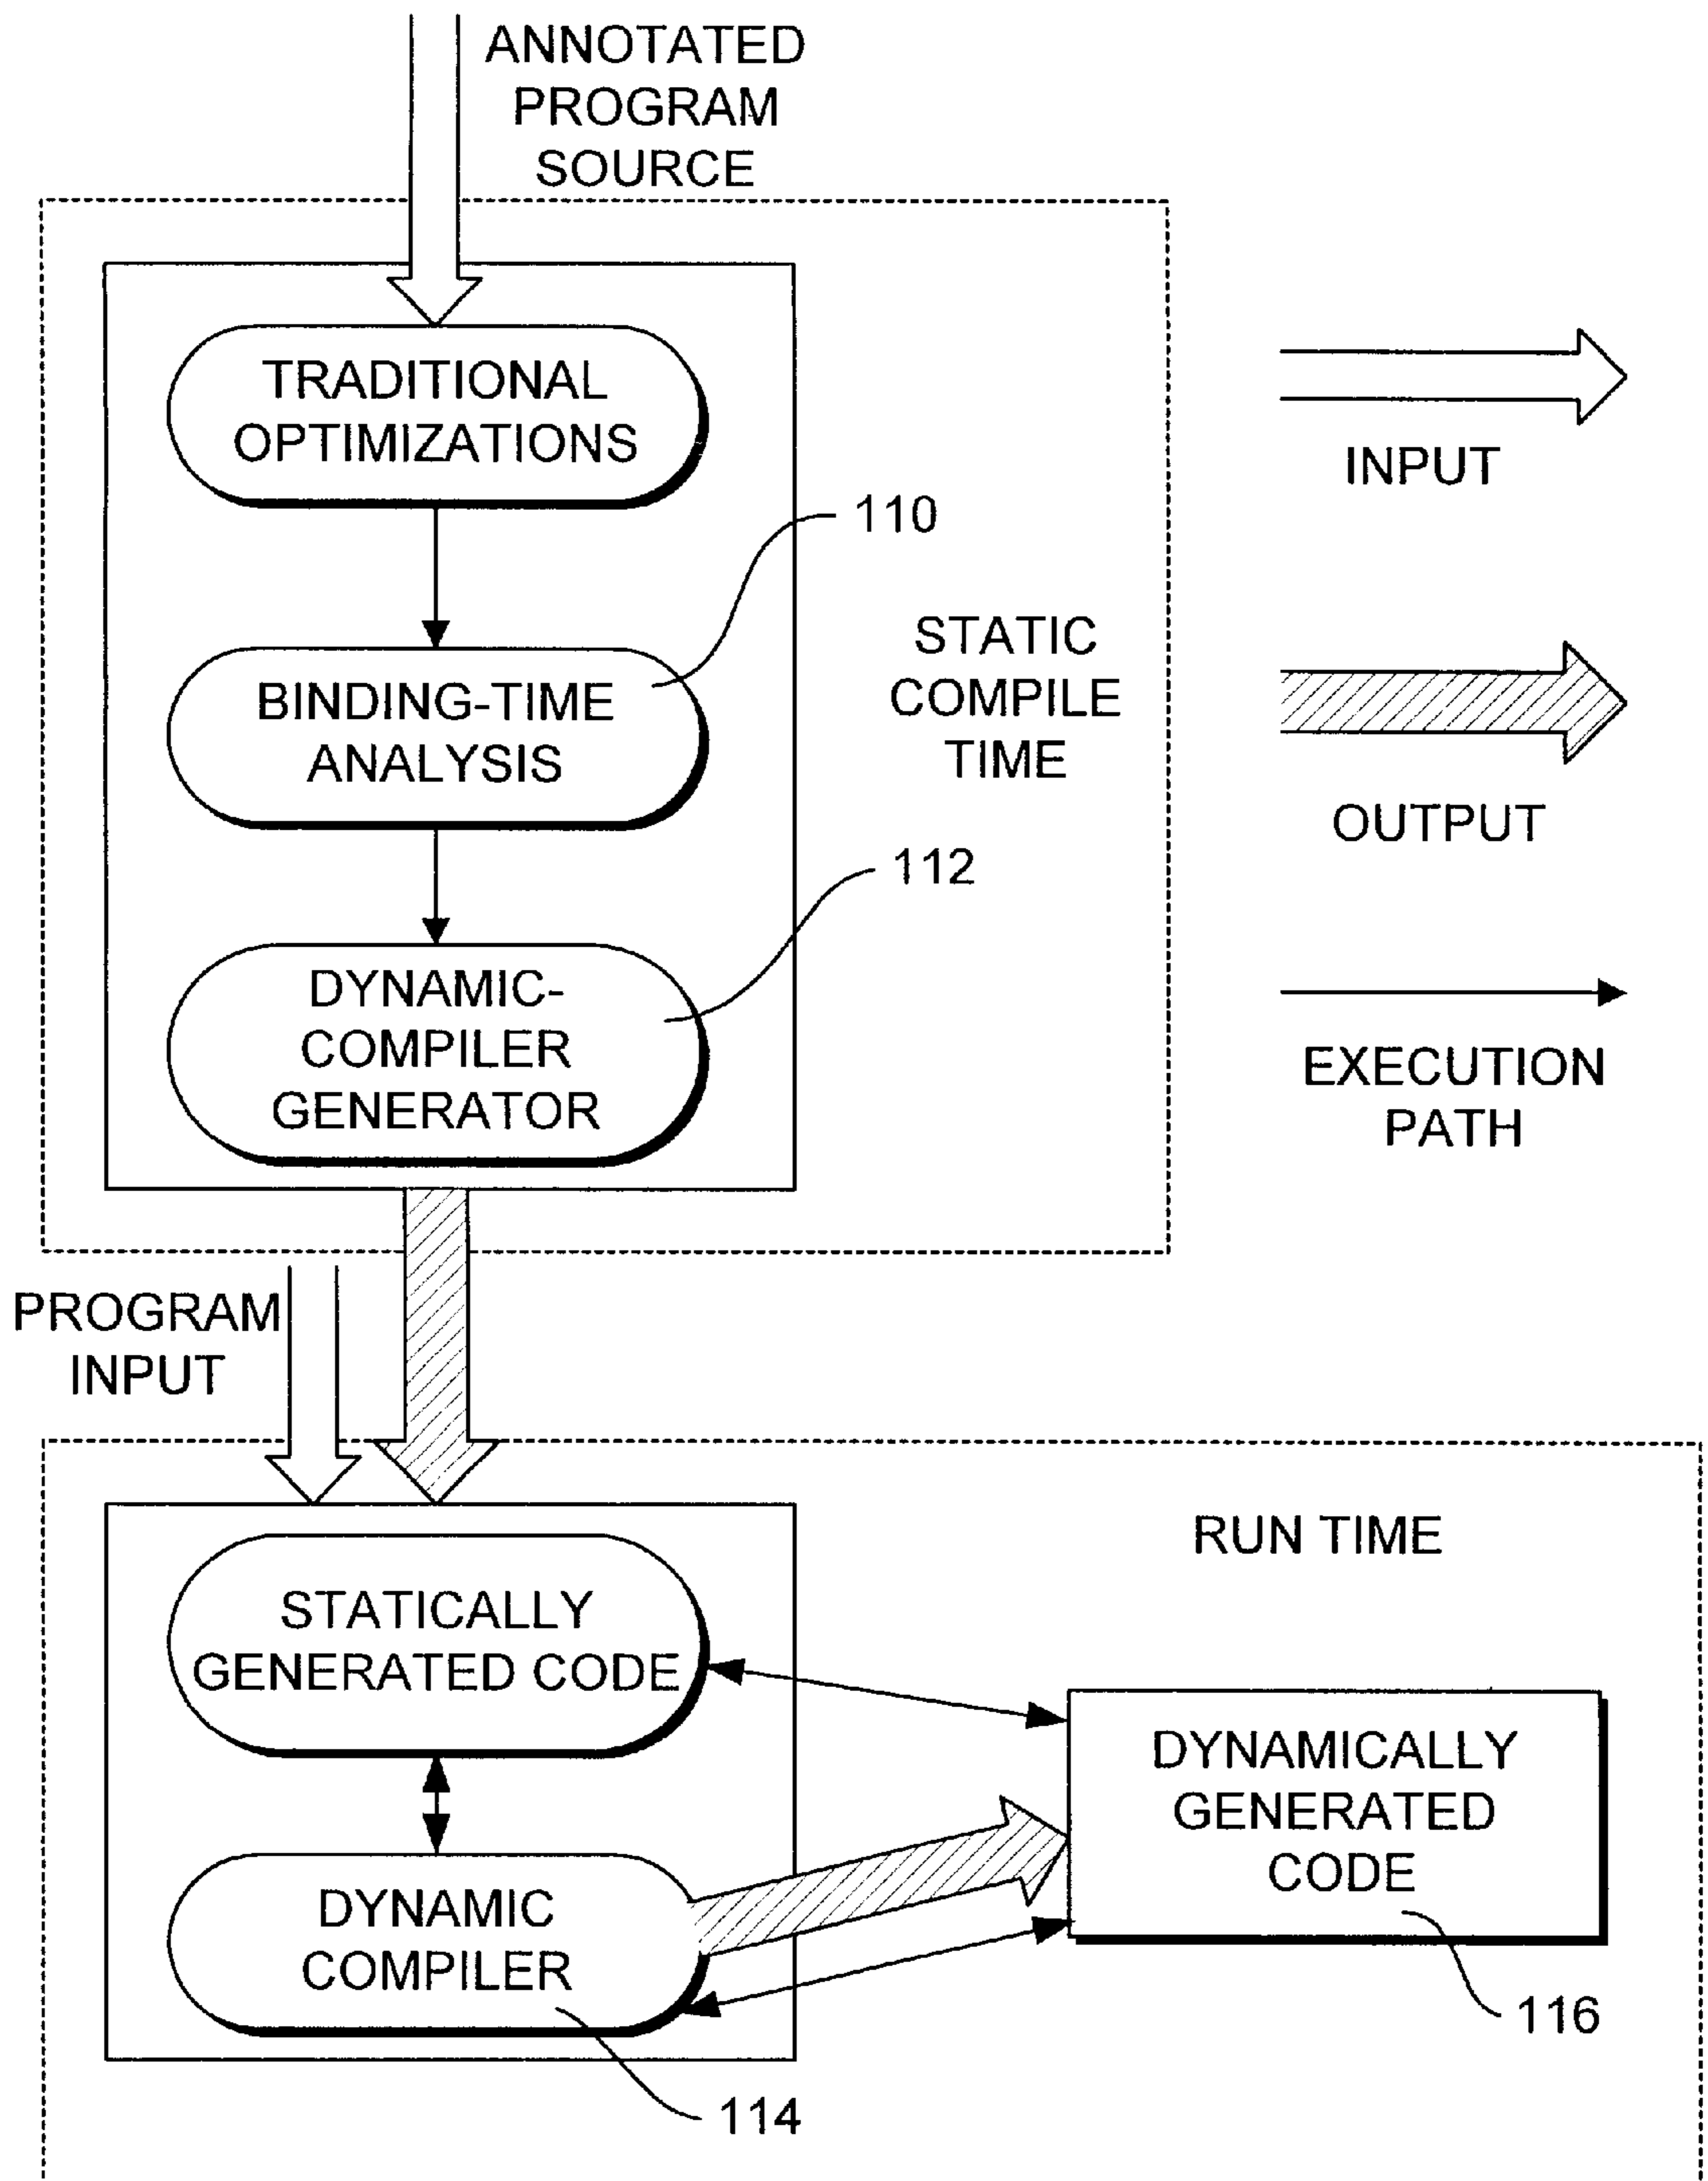 ANNOTATED
PROGRAM
SOURCE
TRADITIONAL
OPTIMIZATIONS
INPUT
110
STATIC
COMPILE
TIME
BINDING-TIME
ANALYSIS
OUTPUT
112
DYNAMIC-
COMPILER
GENERATOR
EXECUTION
PATH
PROGRAM
INPUT
RUN TIME
STATICALLY
GENERATED CODE
DYNAMICALLY
GENERATED
CODE
DYNAMIC
COMPILER
116
114